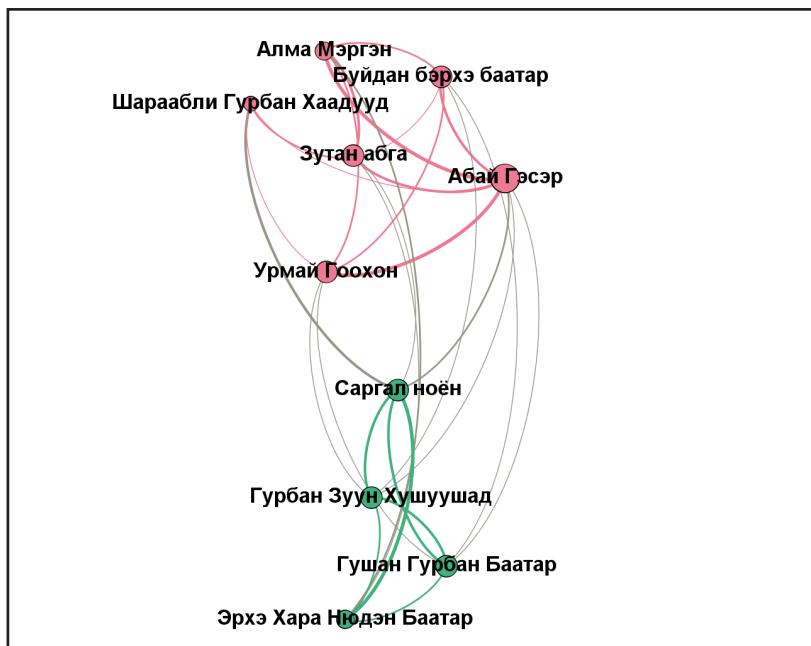 Алма Мэргэн
Буйдан бэрхэ баатар
Шараабли Гурбан Хаадууд
Зутан абга
Абай Гэсэр
Урмай Гоохон
Саргал ноён
Гурбан Зуун Хушуушад
Гушан Гурбан Баатар
Эрхэ Хара Нюдэн Баатар